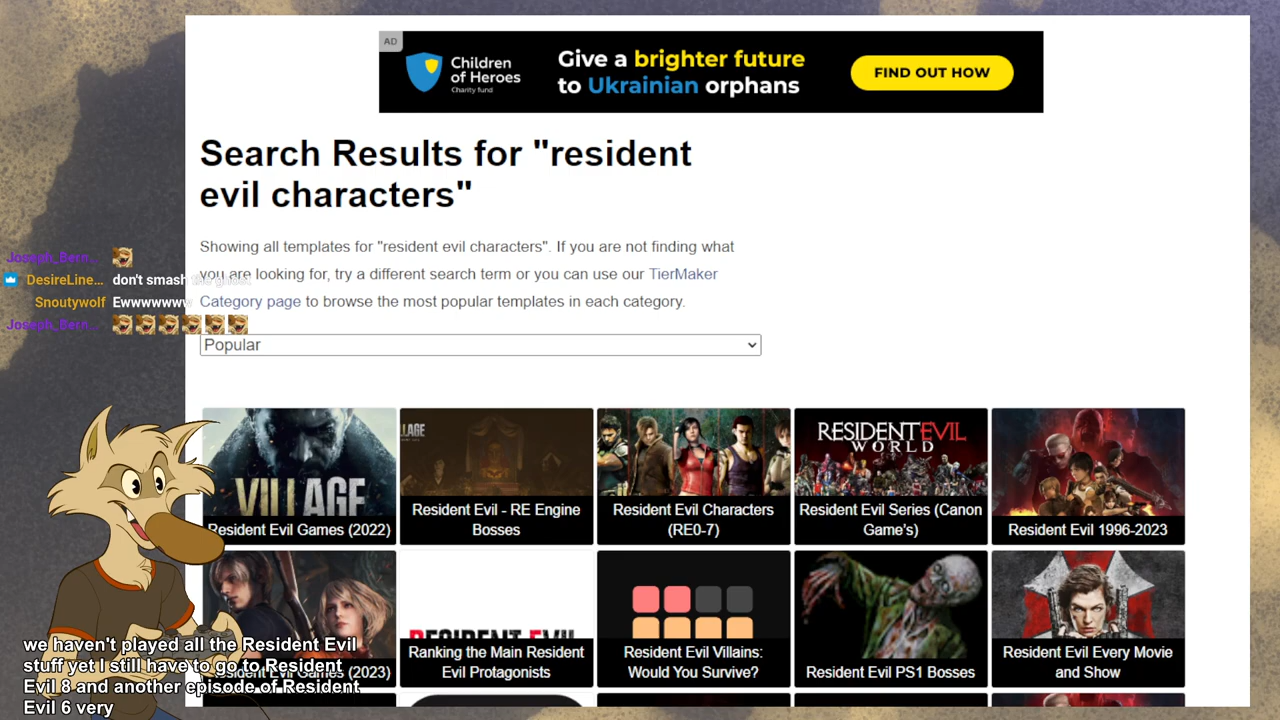 AD
Children
of Heroes
Charity fund
Give a brighter future
to Ukrainian orphans
FIND OUT HOW
Search Results for "resident
evil characters"
Showing all templates for "resident evil characters". If you are not finding what
you are looking for, try a different search term or you can use our TierMaker
Category page to browse the most popular templates in each category.
Popular
Joseph_Bern...
DesireLine... don't smash the ghost
Snoutywolf Ewwwwwww
Joseph_Bern...
VILLAGE
Resident Evil Games (2022)
LAGE
Resident Evil - RE Engine
Bosses
Resident Evil Characters
(RE0-7)
RESIDENT EVIL
WORLD
Resident Evil Series (Canon
Game's)
Resident Evil 1996-2023
Resident Evil Games (2023)
RESIDENT EVIL
Ranking the Main Resident
Evil Protagonists
Resident Evil Villains:
Would You Survive?
Resident Evil PS1 Bosses
Resident Evil Every Movie
and Show
we haven't played all the Resident Evil
stuff yet I still have to go to Resident
Evil 8 and another episode of Resident
Evil 6 very